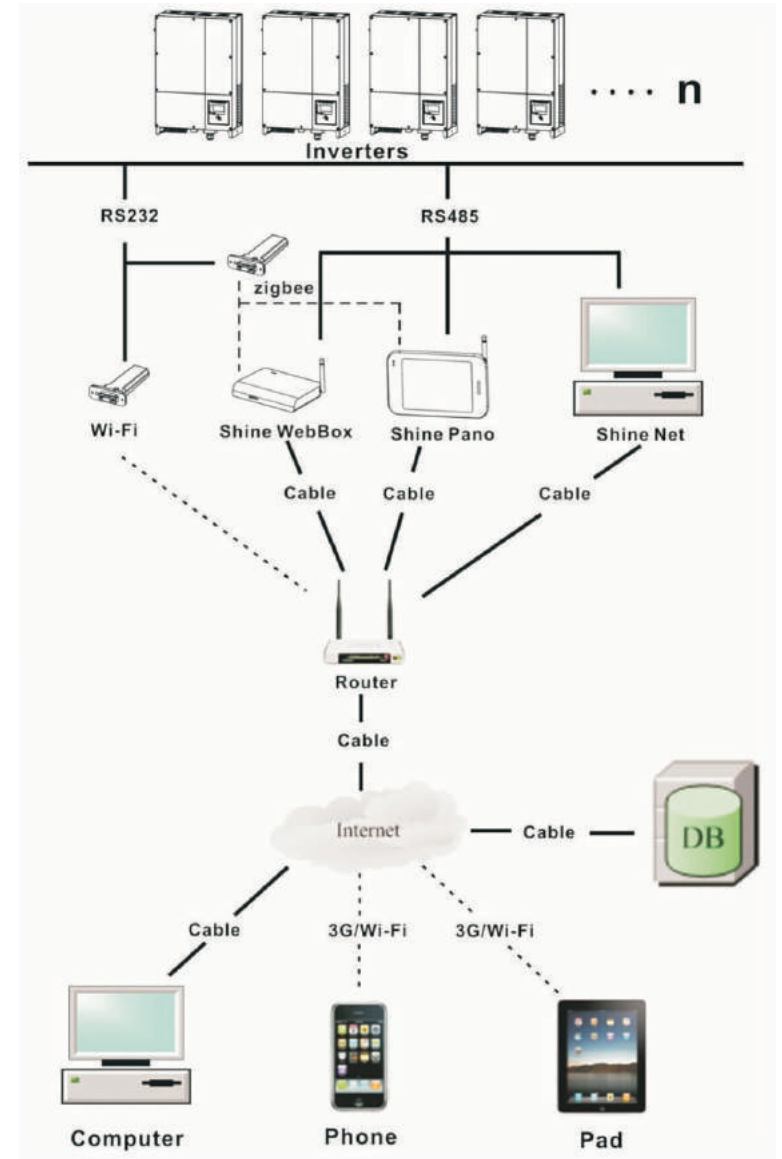 .... n
Inverters
RS232
RS485
zigbee
Wi-Fi
Shine WebBox
Shine Pano
Shine Net
Cable
Cable
Cable
Router
Cable
Internet
Cable
DB
Cable
3G/Wi-Fi
3G/Wi-Fi
Computer
Phone
Pad